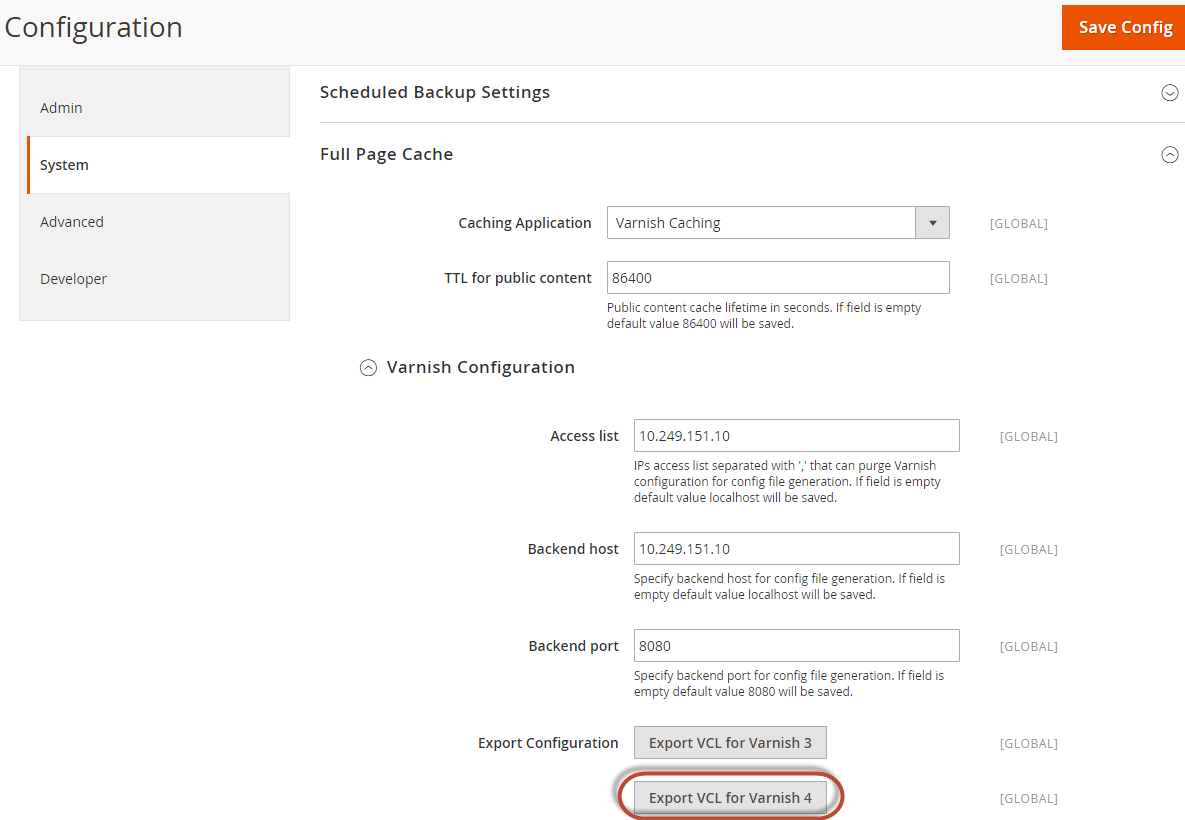 Configuration
Save Config
Admin
System
Advanced
Developer
Scheduled Backup Settings
Full Page Cache
Caching Application
Varnish Caching
[GLOBAL]
TTL for public content
86400
[GLOBAL]
Public content cache lifetime in seconds. If field is empty
default value 86400 will be saved.
Varnish Configuration
Access list
10.249.151.10
[GLOBAL]
IPs access list separated with ',' that can purge Varnish
configuration for config file generation. If field is empty
default value localhost will be saved.
Backend host
10.249.151.10
[GLOBAL]
Specify backend host for config file generation. If field is
empty default value localhost will be saved.
Backend port
8080
[GLOBAL]
Specify backend port for config file generation. If field is
empty default value 8080 will be saved.
Export Configuration
Export VCL for Varnish 3
[GLOBAL]
Export VCL for Varnish 4
[GLOBAL]